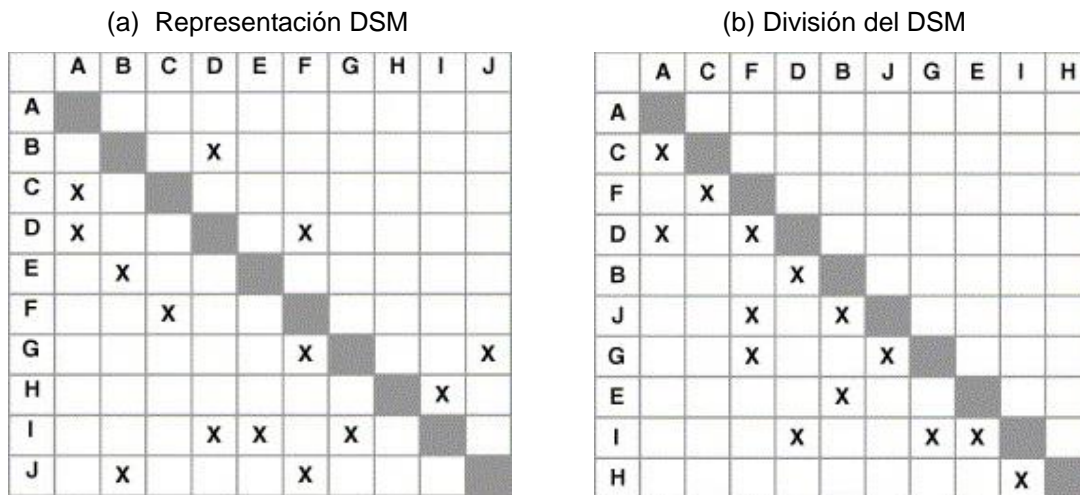 (a) Representación DSM
A B C D E F G H I J
A
B X
C X
D X X
E X
F X
G X X
H X
I X X X
J X X
(b) División del DSM
A C F D B J G E I H
A
C X
F X
D X X
B X
J X X
G X X
E X
I X X X
H X